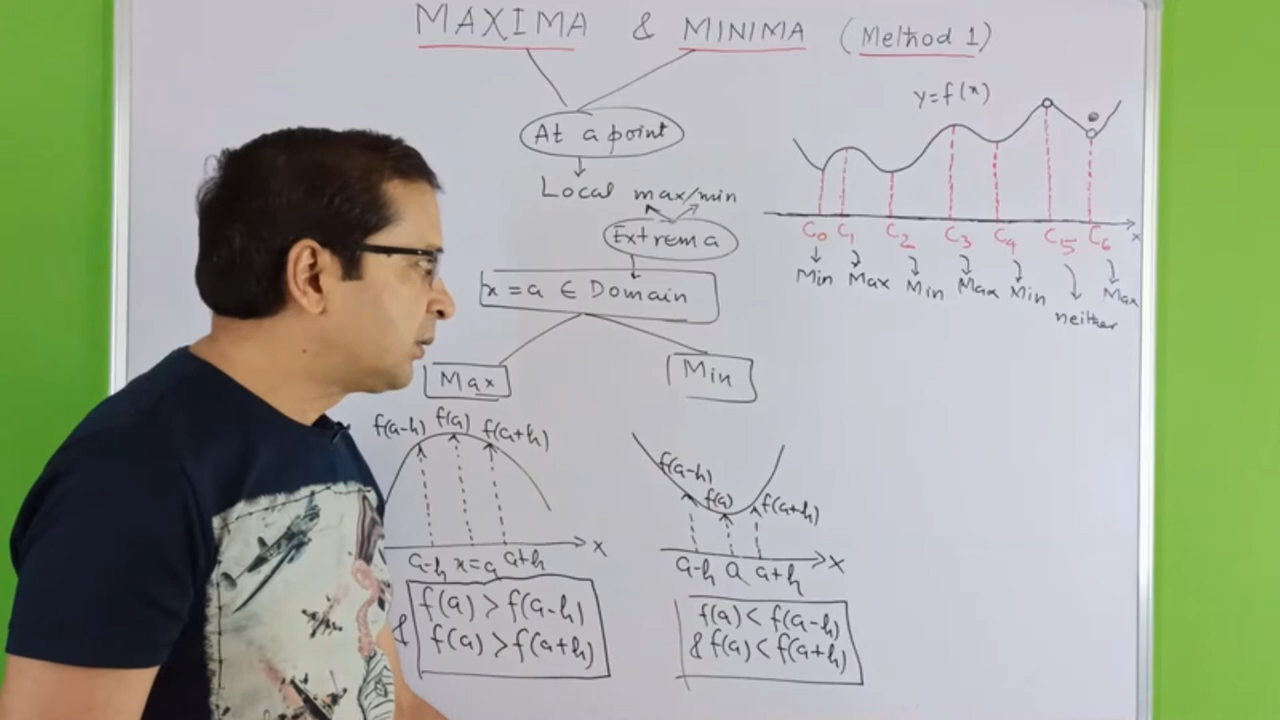 MAXIMA & MINIMA (Method 1)
At a point
Local max/min
Extrema
x = a ∈ Domain
Max
Min
f(a-h) f(a) f(a+h)
a-h x=a a+h x
f(a) > f(a-h)
& f(a) > f(a+h)
f(a-h) f(a) f(a+h)
a-h a a+h x
f(a) < f(a-h)
& f(a) < f(a+h)
y = f(x)
C0 C1 C2 C3 C4 C5 C6 x
Min Max Min Max Min neither Max